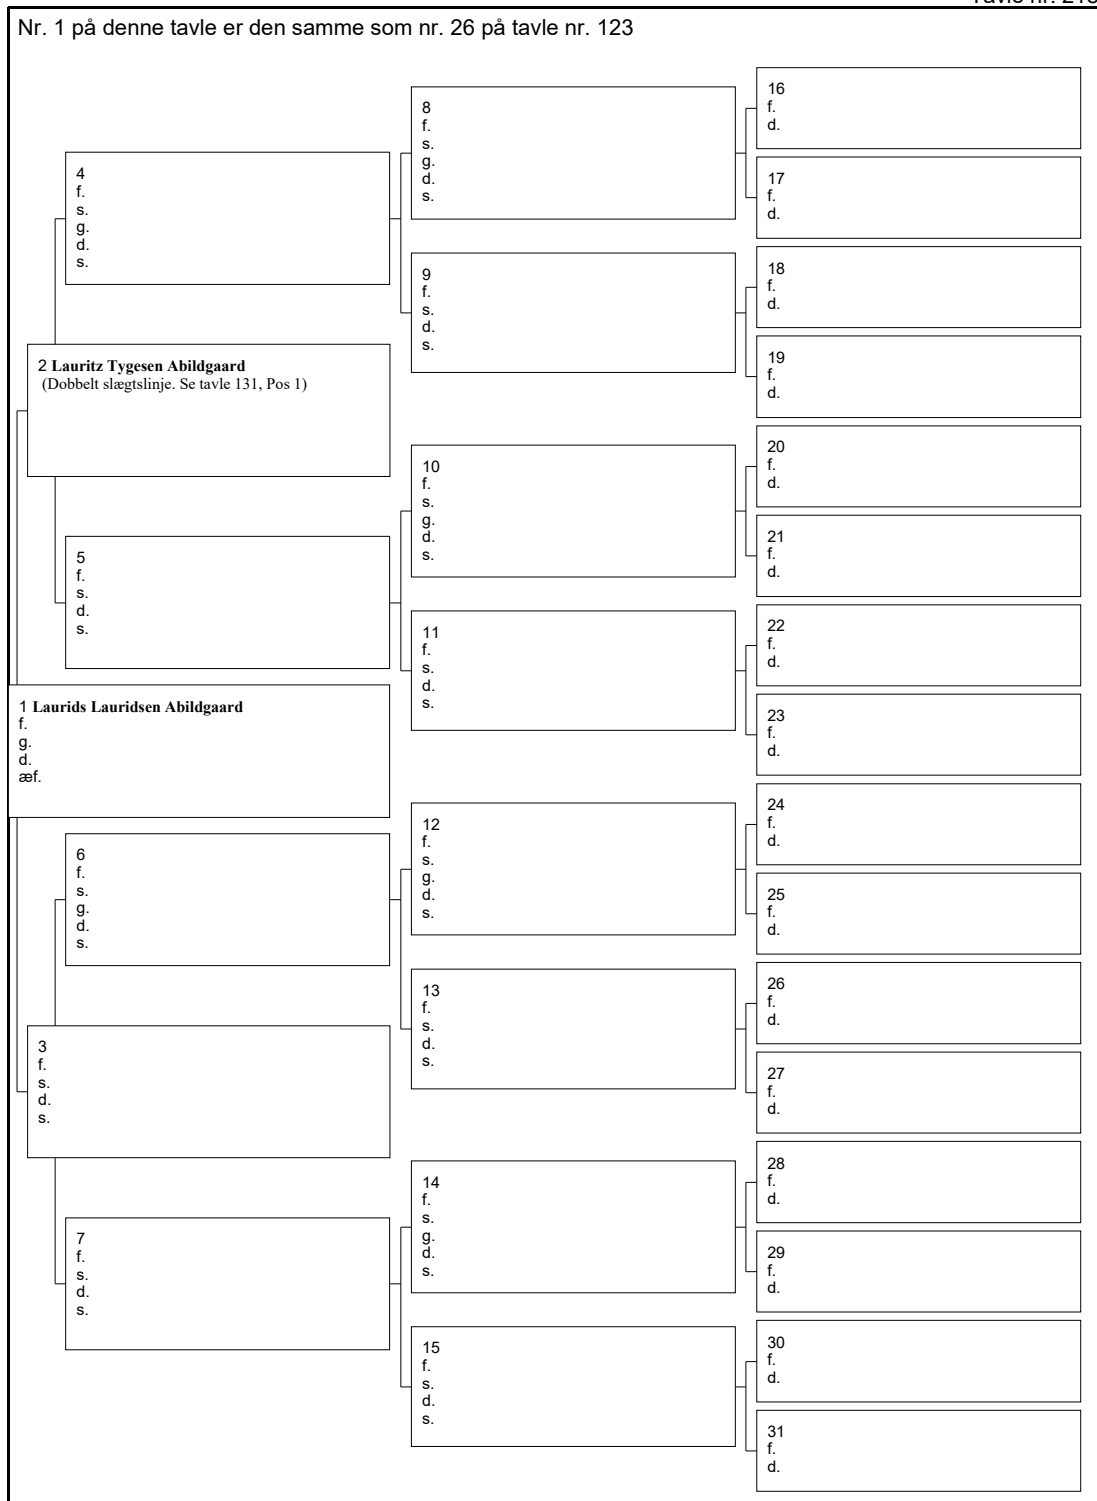 Nr. 1 på denne tavle er den samme som nr. 26 på tavle nr. 123
16
f.
d.
8
f.
s.
g.
d.
s.
17
f.
d.
4
f.
s.
g.
d.
s.
18
f.
d.
9
f.
s.
d.
s.
19
f.
d.
2 Lauritz Tygesen Abildgaard
(Dobbelt slægtslinje. Se tavle 131, Pos 1)
20
f.
d.
10
f.
s.
g.
d.
s.
21
f.
d.
5
f.
s.
d.
s.
22
f.
d.
11
f.
s.
d.
s.
23
f.
d.
1 Laurids Lauridsen Abildgaard
f.
g.
d.
æf.
24
f.
d.
12
f.
s.
g.
d.
s.
25
f.
d.
6
f.
s.
g.
d.
s.
26
f.
d.
13
f.
s.
d.
s.
27
f.
d.
3
f.
s.
d.
s.
28
f.
d.
14
f.
s.
g.
d.
s.
29
f.
d.
7
f.
s.
d.
s.
30
f.
d.
15
f.
s.
d.
s.
31
f.
d.